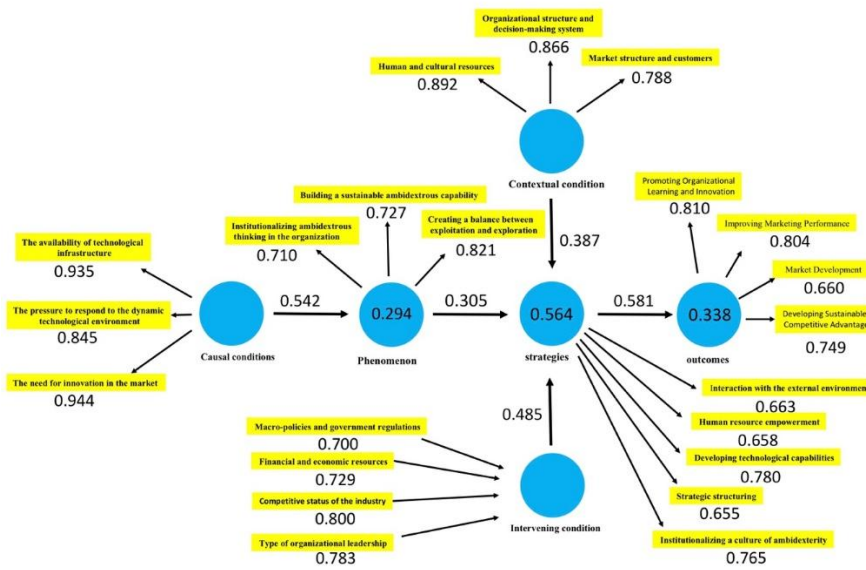 Organizational structure and
decision-making system
0.866
Human and cultural resources
0.892
Market structure and customers
0.788
Contextual condition
0.387
Building a sustainable ambidextrous capability
0.727
Institutionalizing ambidextrous
thinking in the organization
0.710
Creating a balance between
exploitation and exploration
0.821
Promoting Organizational
Learning and Innovation
0.810
Improving Marketing Performance
0.804
Market Development
0.660
Developing Sustainable
Competitive Advantage
0.749
The availability of technological
infrastructure
0.935
The pressure to respond to the dynamic
technological environment
0.845
The need for innovation in the market
0.944
Causal conditions
0.542
0.294
Phenomenon
0.305
0.564
strategies
0.581
0.338
outcomes
Interaction with the external environment
0.663
Human resource empowerment
0.658
Developing technological capabilities
0.780
Strategic structuring
0.655
Institutionalizing a culture of ambidexterity
0.765
0.485
Macro-policies and government regulations
0.700
Financial and economic resources
0.729
Competitive status of the industry
0.800
Type of organizational leadership
0.783
Intervening condition